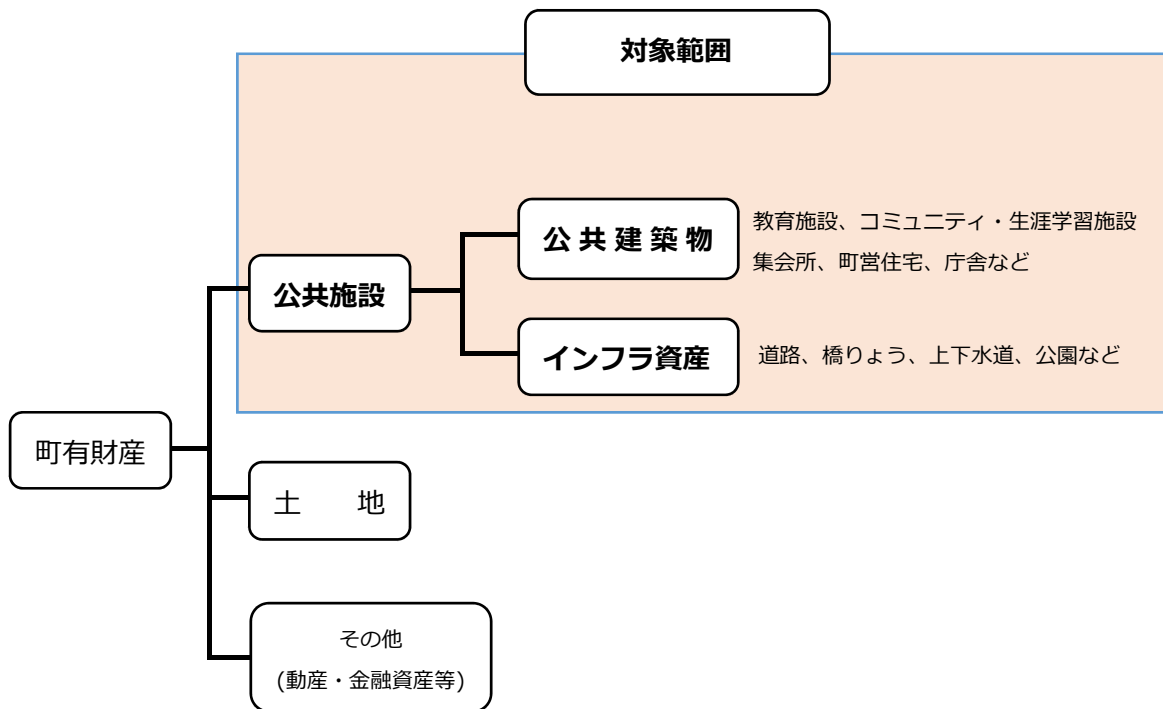 対象範囲
公共建築物
教育施設、コミュニティ・生涯学習施設
集会所、町営住宅、庁舎など
公共施設
インフラ資産
道路、橋りょう、上下水道、公園など
町有財産
土　　地
その他
(動産・金融資産等)